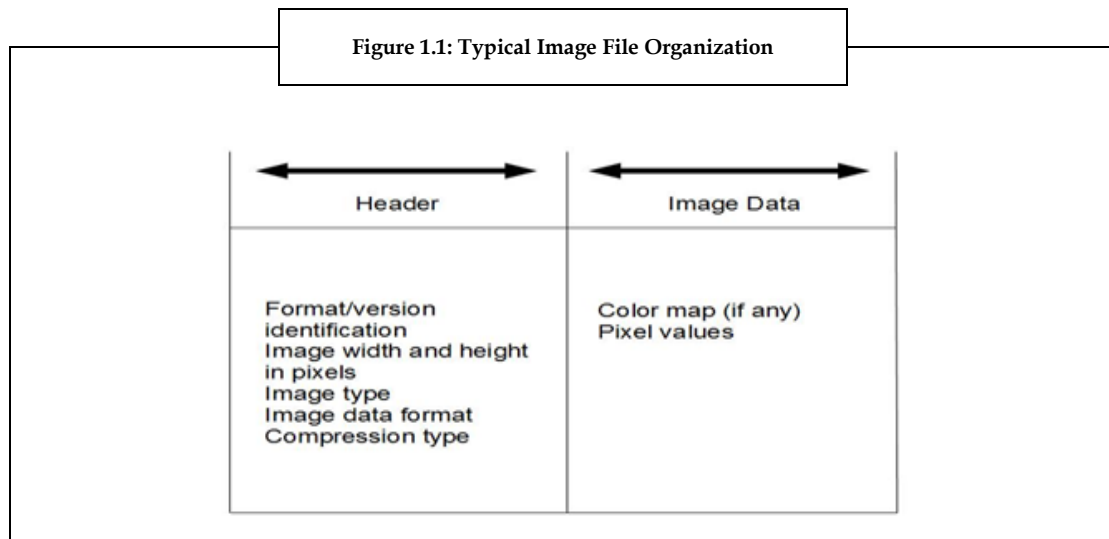 Figure 1.1: Typical Image File Organization
Header
Format/version
identification
Image width and height
in pixels
Image type
Image data format
Compression type
Image Data
Color map (if any)
Pixel values